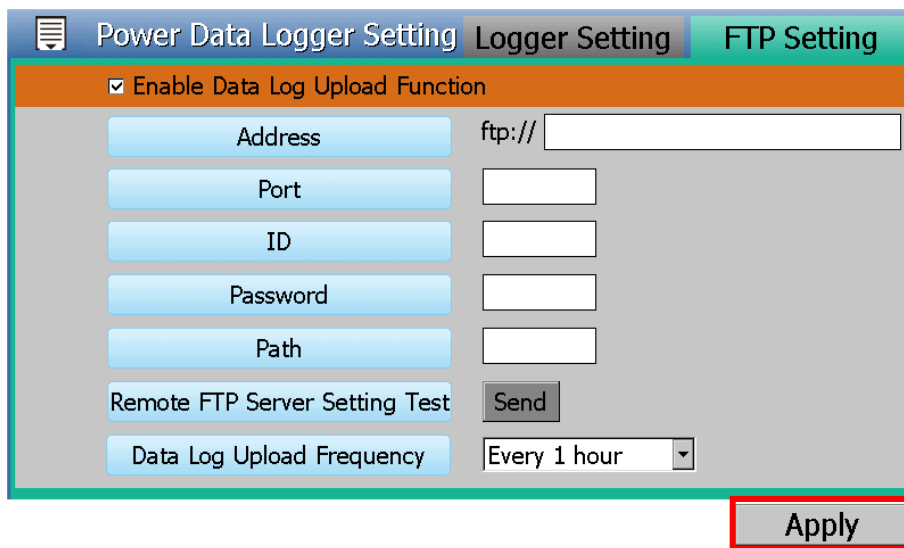 Power Data Logger Setting Logger Setting FTP Setting
Enable Data Log Upload Function
Address ftp://
Port
ID
Password
Path
Remote FTP Server Setting Test Send
Data Log Upload Frequency Every 1 hour
Apply